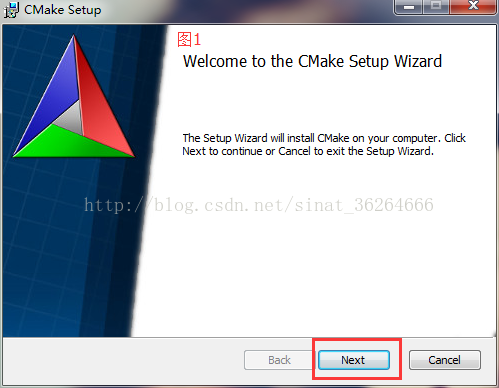 CMake Setup
图1
Welcome to the CMake Setup Wizard
The Setup Wizard will install CMake on your computer. Click
Next to continue or Cancel to exit the Setup Wizard.
http://blog.csdn.net/sinat_36264666
Back
Next
Cancel